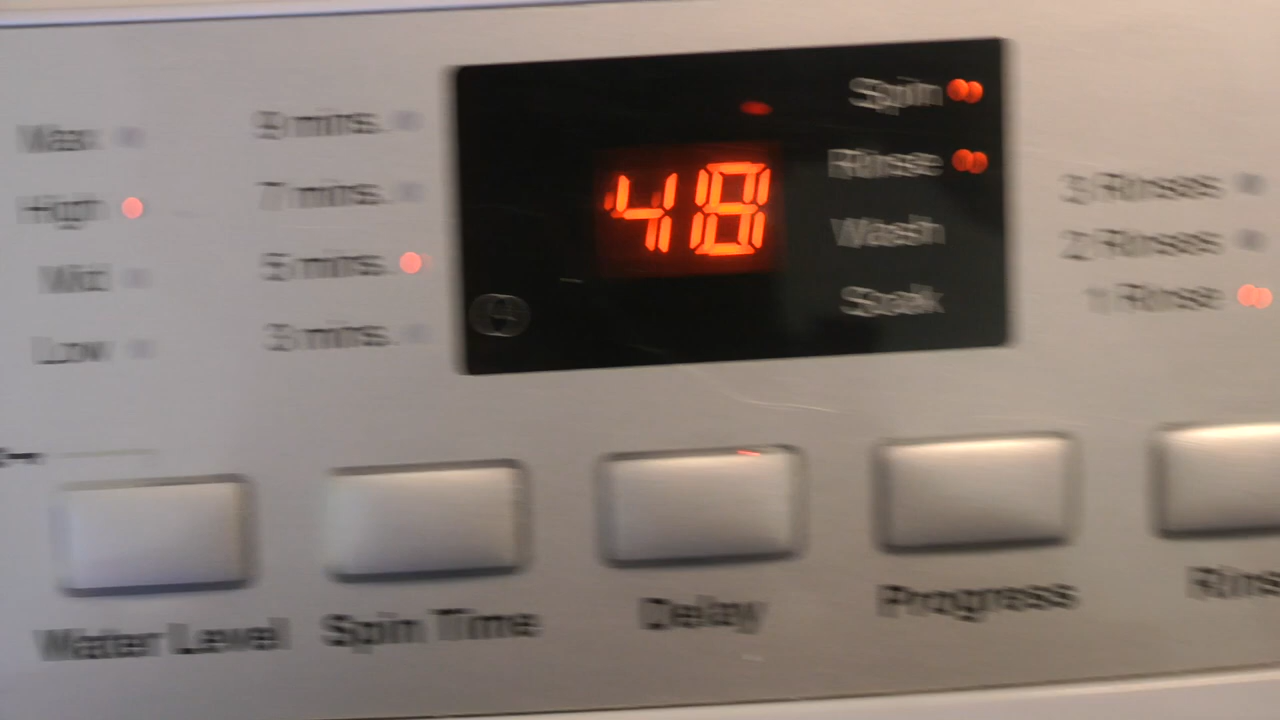 Max
High
Mid
Low
9 mins.
7 mins.
5 mins.
3 mins.
48
Spin
Rinse
Wash
Soak
3 Rinses
2 Rinses
1 Rinse
Water Level
Spin Time
Delay
Progress
Rins